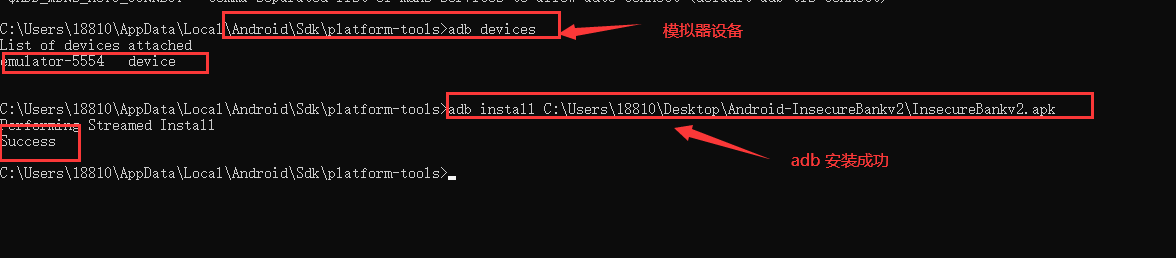 C:\Users\18810\AppData\Local\Android\Sdk\platform-tools>adb devices
模拟器设备
List of devices attached
emulator-5554 device
C:\Users\18810\AppData\Local\Android\Sdk\platform-tools>adb install C:\Users\18810\Desktop\Android-InsecureBankv2\InsecureBankv2.apk
Performing Streamed Install
Success
adb 安装成功
C:\Users\18810\AppData\Local\Android\Sdk\platform-tools>